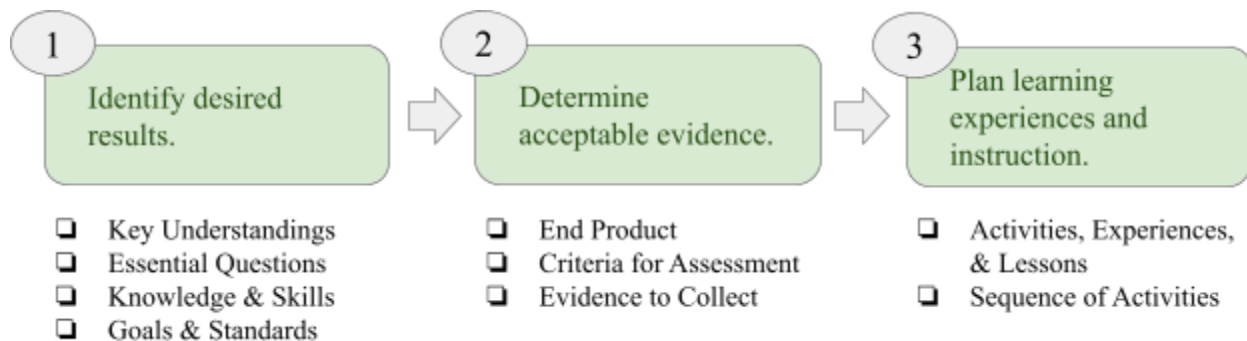 1
Identify desired
results.
❏ Key Understandings
❏ Essential Questions
❏ Knowledge & Skills
❏ Goals & Standards
2
Determine
acceptable evidence.
❏ End Product
❏ Criteria for Assessment
❏ Evidence to Collect
3
Plan learning
experiences and
instruction.
❏ Activities, Experiences,
& Lessons
❏ Sequence of Activities